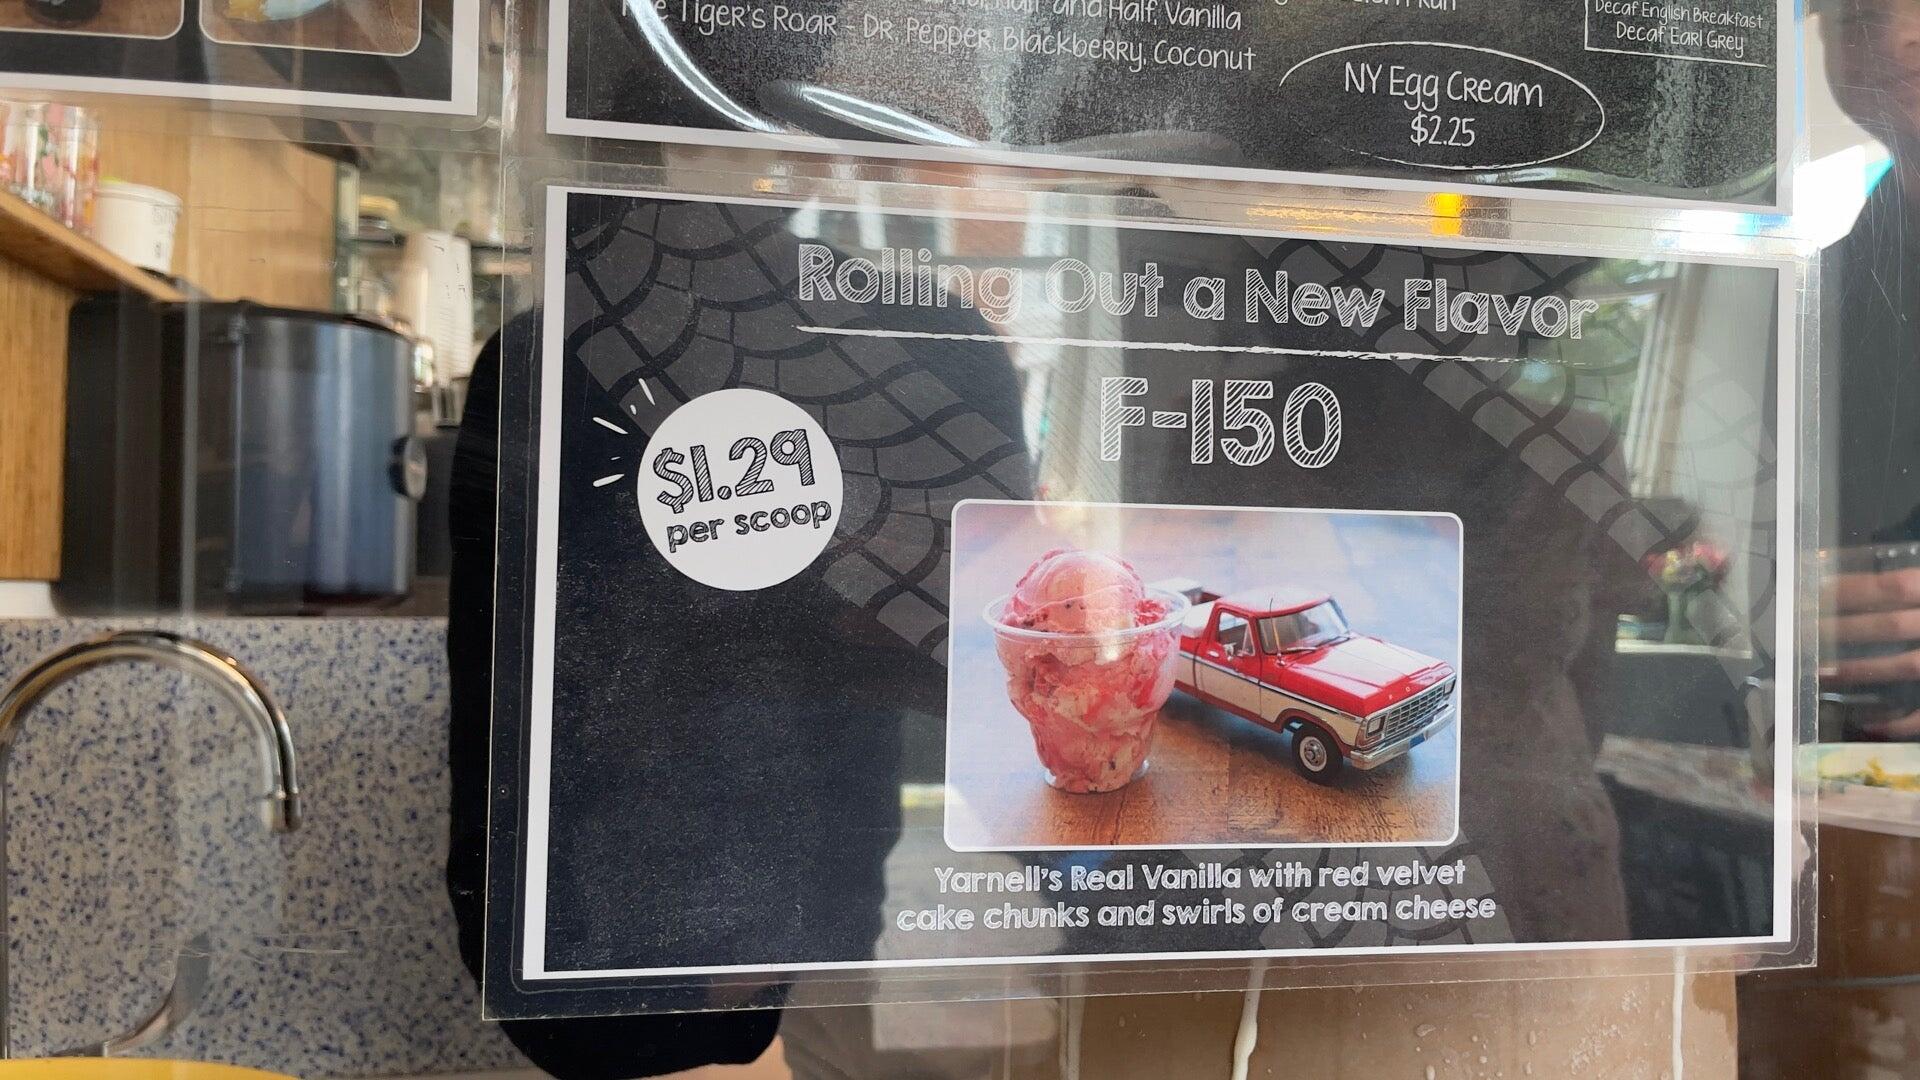 and Half, Vanilla
Tiger's Roar - Dr. Pepper, Blackberry, Coconut
Decaf English Breakfast
Decaf Earl Grey
NY Egg Cream
$2.25
Rolling Out a New Flavor
F-150
$1.29
per scoop
Yarnell's Real Vanilla with red velvet
cake chunks and swirls of cream cheese